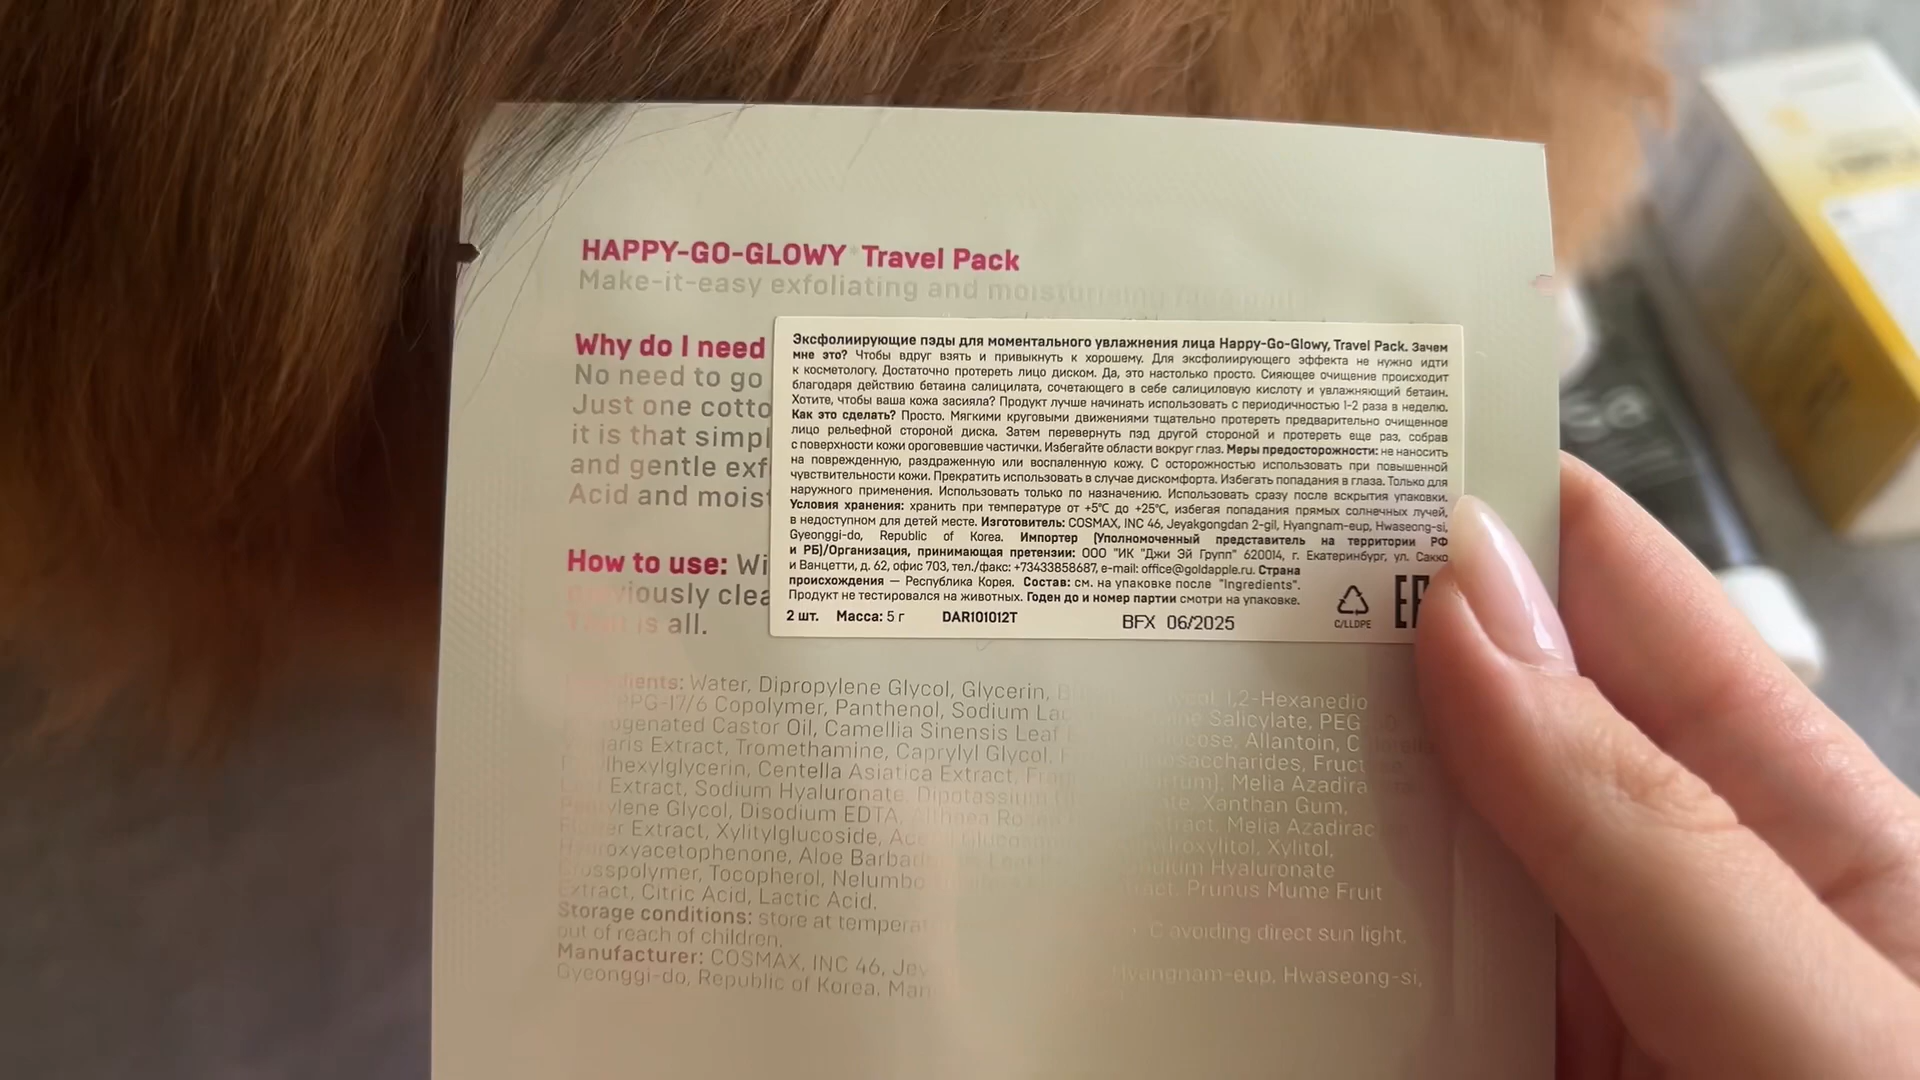 HAPPY-GO-GLOWY Travel Pack
Make-it-easy exfoliating and moisturising face pad
Why do I need
No need to go
Just one cotto
it is that simpl
and gentle exf
Acid and moist
How to use: Wi
previously clea
That is all.
Эксфолиирующие пэды для моментального увлажнения лица Happy-Go-Glowy, Travel Pack. Зачем
мне это? Чтобы вдруг взять и привыкнуть к хорошему. Для эксфолиирующего эффекта не нужно идти
к косметологу. Достаточно протереть лицо диском. Да, это настолько просто. Сияющее очищение происходит
благодаря действию бетаина салицилата, сочетающего в себе салициловую кислоту и увлажняющий бетаин.
Хотите, чтобы ваша кожа засияла? Продукт лучше начинать использовать с периодичностью 1-2 раза в неделю.
Как это сделать? Просто. Мягкими круговыми движениями тщательно протереть предварительно очищенное
лицо рельефной стороной диска. Затем перевернуть пэд другой стороной и протереть еще раз, собрав
с поверхности кожи ороговевшие частички. Избегайте области вокруг глаз. Меры предосторожности: не наносить
на поврежденную, раздраженную или воспаленную кожу. С осторожностью использовать при повышенной
чувствительности кожи. Прекратить использовать в случае дискомфорта. Избегать попадания в глаза. Только для
наружного применения. Использовать только по назначению. Использовать сразу после вскрытия упаковки.
Условия хранения: хранить при температуре от +5°C до +25°C, избегая попадания прямых солнечных лучей,
в недоступном для детей месте. Изготовитель: COSMAX, INC 46, Jeyakgongdan 2-gil, Hyangnam-eup, Hwaseong-si,
Gyeonggi-do, Republic of Korea. Импортер (Уполномоченный представитель на территории РФ
и РБ)/Организация, принимающая претензии: ООО "ИК "Джи Эй Групп" 620014, г. Екатеринбург, ул. Сакко
и Ванцетти, д. 62, офис 703, тел./факс: +73433858687, e-mail: office@goldapple.ru. Страна
происхождения — Республика Корея. Состав: см. на упаковке после "Ingredients".
Продукт не тестировался на животных. Годен до и номер партии смотри на упаковке.
2 шт. Масса: 5 г DAR101012T BFX 06/2025
C/LLDPE
Water, Dipropylene Glycol, Glycerin, 1,2-Hexanedio
PPG-17/6 Copolymer, Panthenol, Sodium Salicylate, PEG
Castor Oil, Camellia Sinensis Leaf Allantoin,
Extract, Tromethamine, Caprylyl Glycol, Fruct
Centella Asiatica Extract, Melia Azadira
Extract, Sodium Hyaluronate, Dipotassium Xanthan Gum,
Glycol, Disodium EDTA, Althaea Melia Azadirac
Flower Extract, Xylitylglucoside, Xylitol,
Hydroxyacetophenone, Aloe Hyaluronate
Crosspolymer, Tocopherol, Nelumbo Prunus Mume Fruit
Extract, Citric Acid, Lactic Acid.
Storage conditions: store at C avoiding direct sun light,
out of reach of children.
Manufacturer: COSMAX, INC 46, Hyangnam-eup, Hwaseong-si,
Gyeonggi-do, Republic of Korea, Man